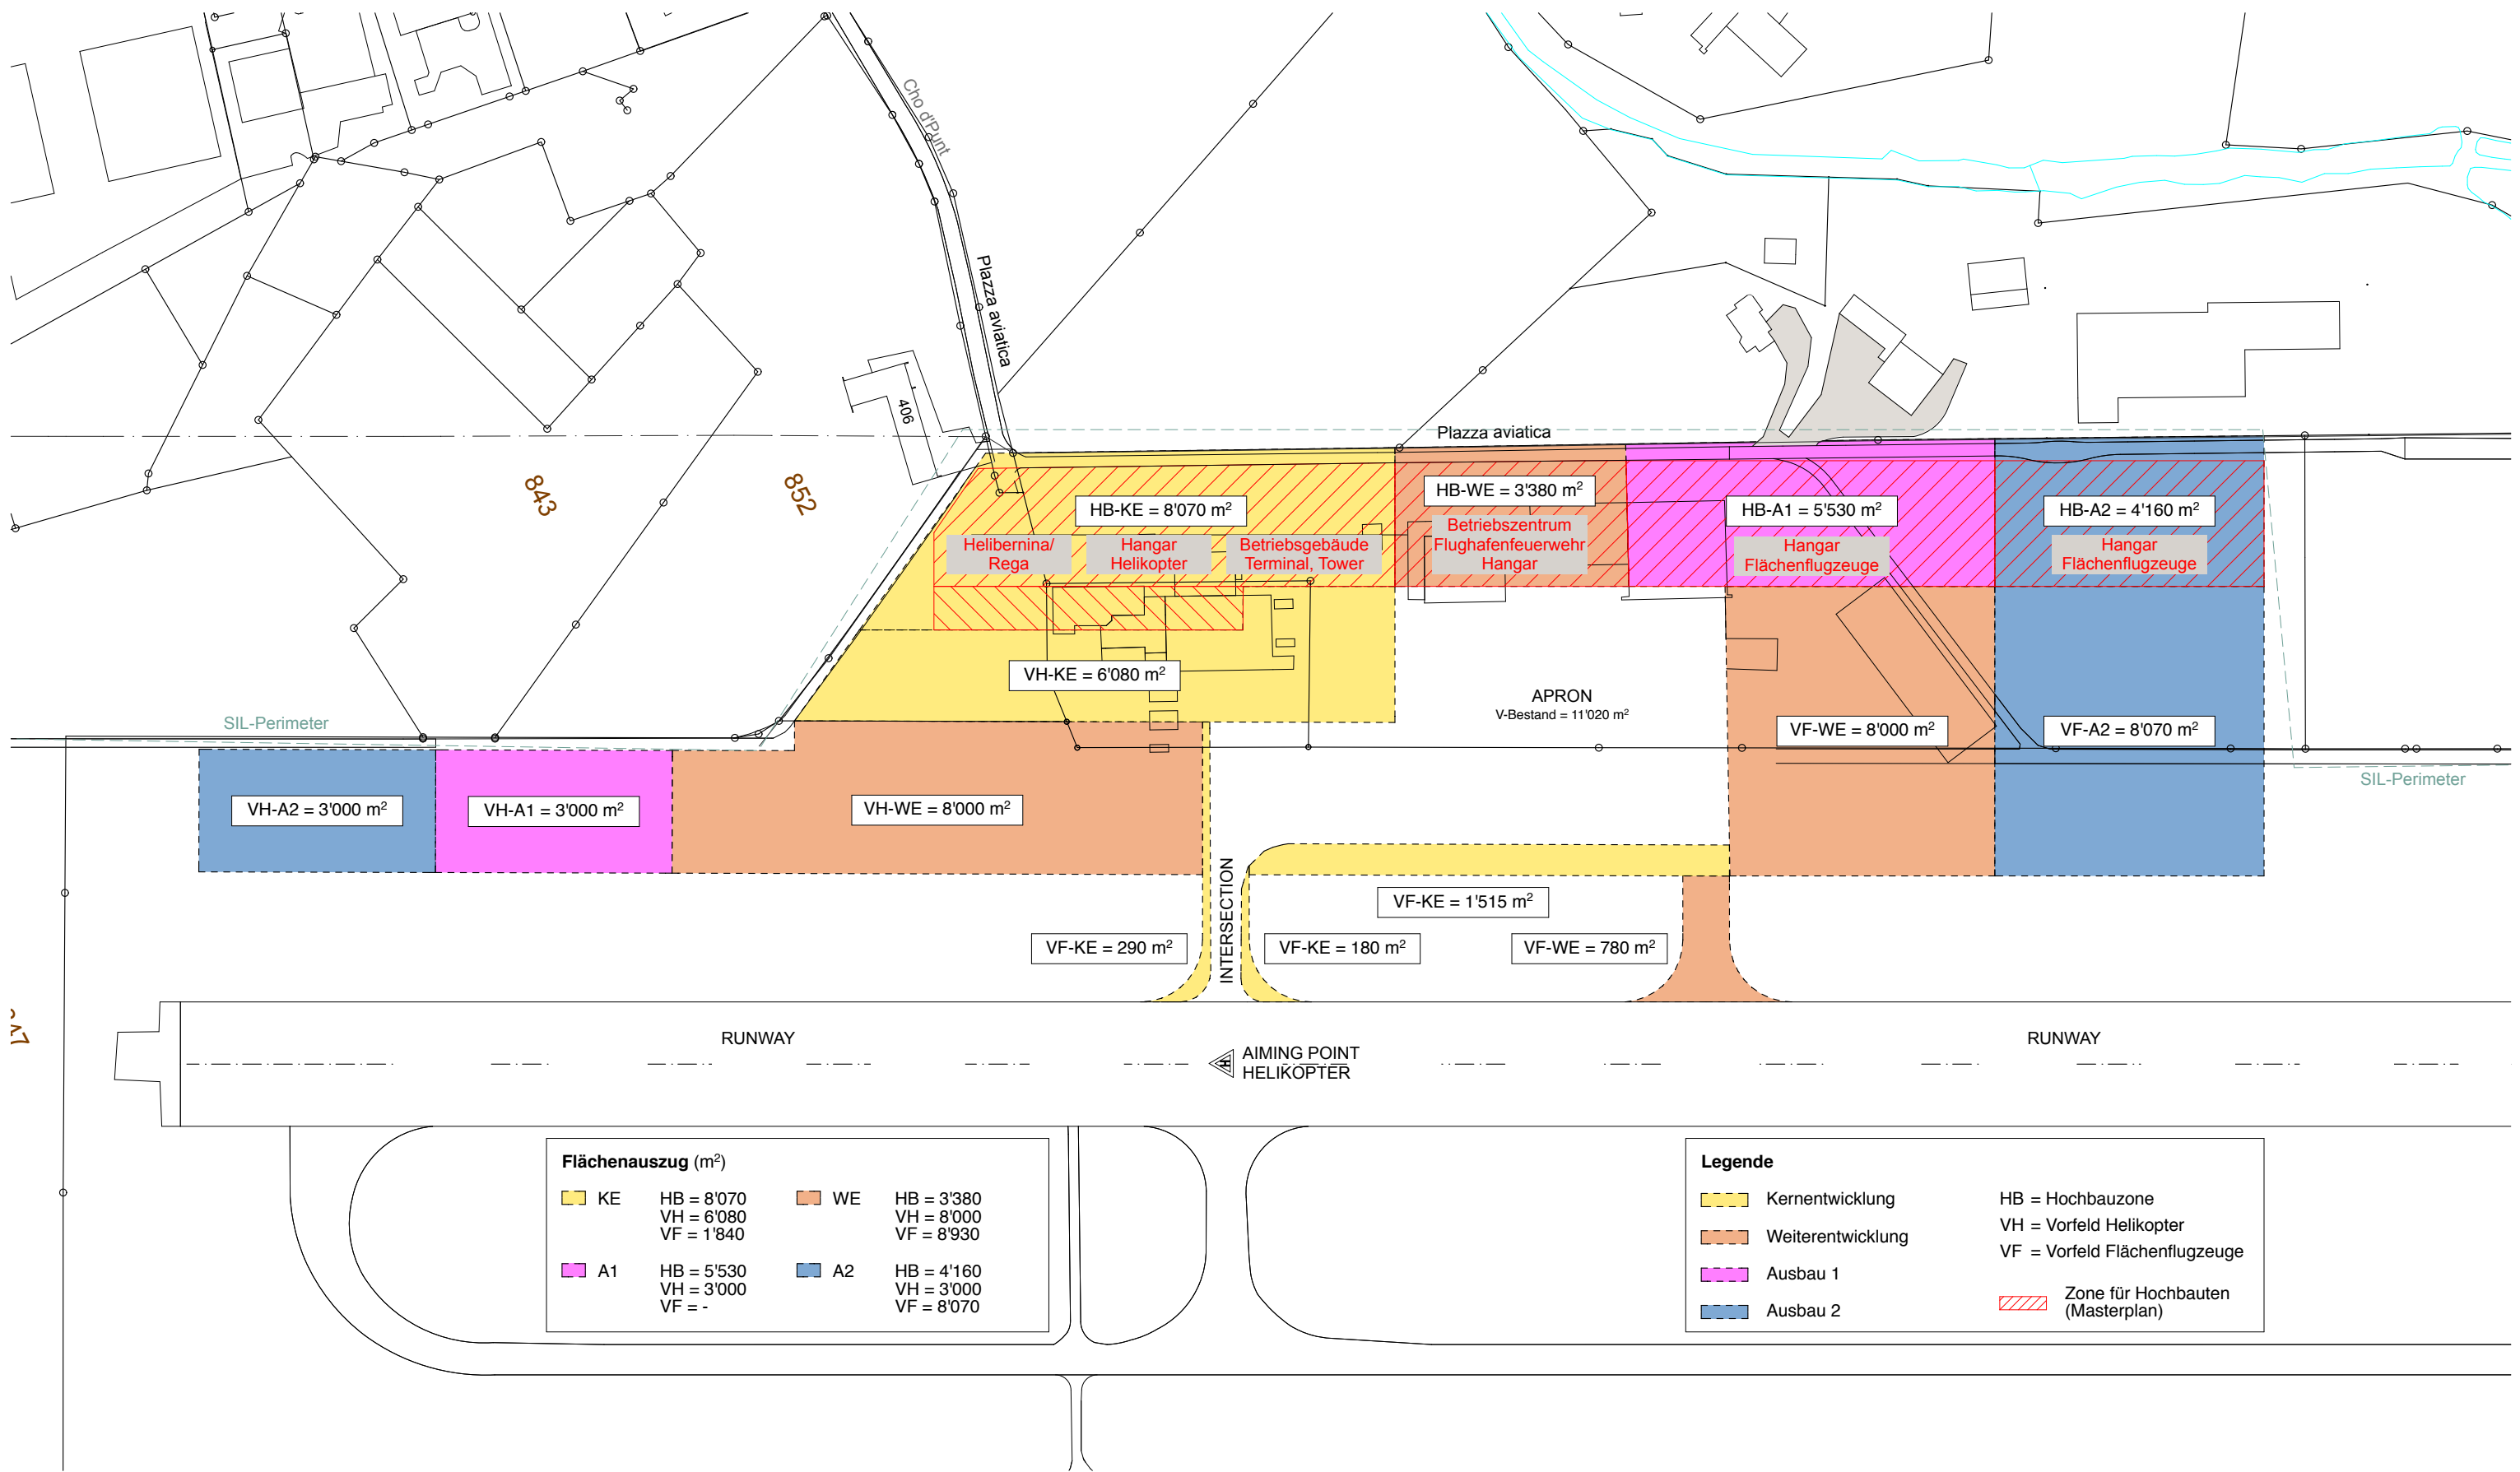 Cho d'Punt
Plazza aviatica
406
Plazza aviatica
843
852
HB-KE = 8'070 m²
HB-WE = 3'380 m²
HB-A1 = 5'530 m²
HB-A2 = 4'160 m²
Helibernina/
Rega
Hangar
Helikopter
Betriebsgebäude
Terminal, Tower
Betriebszentrum
Flughafenfeuerwehr
Hangar
Hangar
Flächenflugzeuge
Hangar
Flächenflugzeuge
VH-KE = 6'080 m²
APRON
V-Bestand = 11'020 m²
SIL-Perimeter
VF-WE = 8'000 m²
VF-A2 = 8'070 m²
SIL-Perimeter
VH-A2 = 3'000 m²
VH-A1 = 3'000 m²
VH-WE = 8'000 m²
INTERSECTION
VF-KE = 1'515 m²
VF-KE = 290 m²
VF-KE = 180 m²
VF-WE = 780 m²
RUNWAY
RUNWAY
H
AIMING POINT
HELIKOPTER
Flächenauszug (m²)
KE HB = 8'070
VH = 6'080
VF = 1'840
WE HB = 3'380
VH = 8'000
VF = 8'930
A1 HB = 5'530
VH = 3'000
VF = -
A2 HB = 4'160
VH = 3'000
VF = 8'070
Legende
Kernentwicklung
Weiterentwicklung
Ausbau 1
Ausbau 2
HB = Hochbauzone
VH = Vorfeld Helikopter
VF = Vorfeld Flächenflugzeuge
Zone für Hochbauten
(Masterplan)